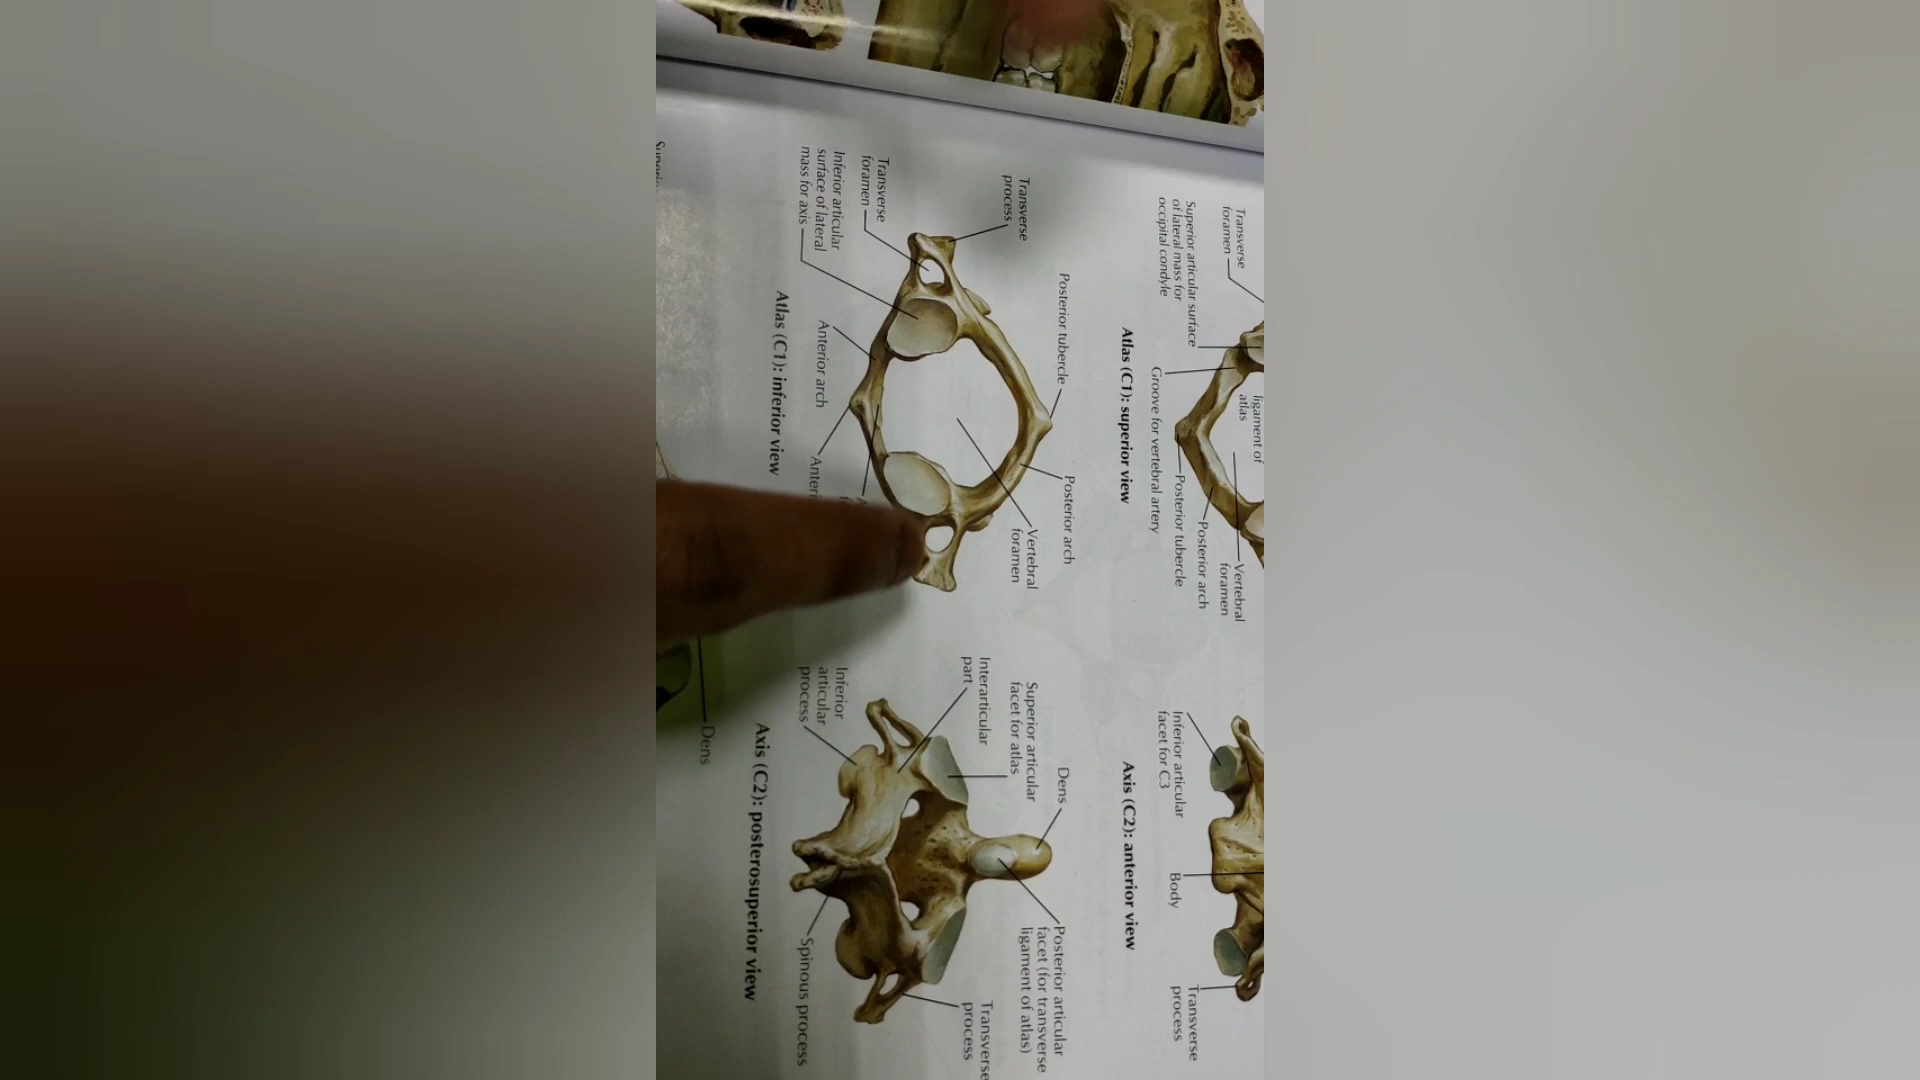 Transverse
foramen
Superior articular surface
of lateral mass for
occipital condyle
ligament of
atlas
Groove for vertebral artery
Posterior tubercle
Posterior arch
Vertebral
foramen
Atlas (C1): superior view
Inferior articular
facet for C3
Body
Transverse
process
Axis (C2): anterior view
Transverse
process
Transverse
foramen
Inferior articular
surface of lateral
mass for axis
Posterior tubercle
Posterior arch
Vertebral
foramen
Anterior arch
Atlas (C1): inferior view
Dens
Superior articular
facet for atlas
Interarticular
part
Inferior
articular
process
Posterior articular
facet (for transverse
ligament of atlas)
Transverse
process
Spinous process
Axis (C2): posterosuperior view
Dens